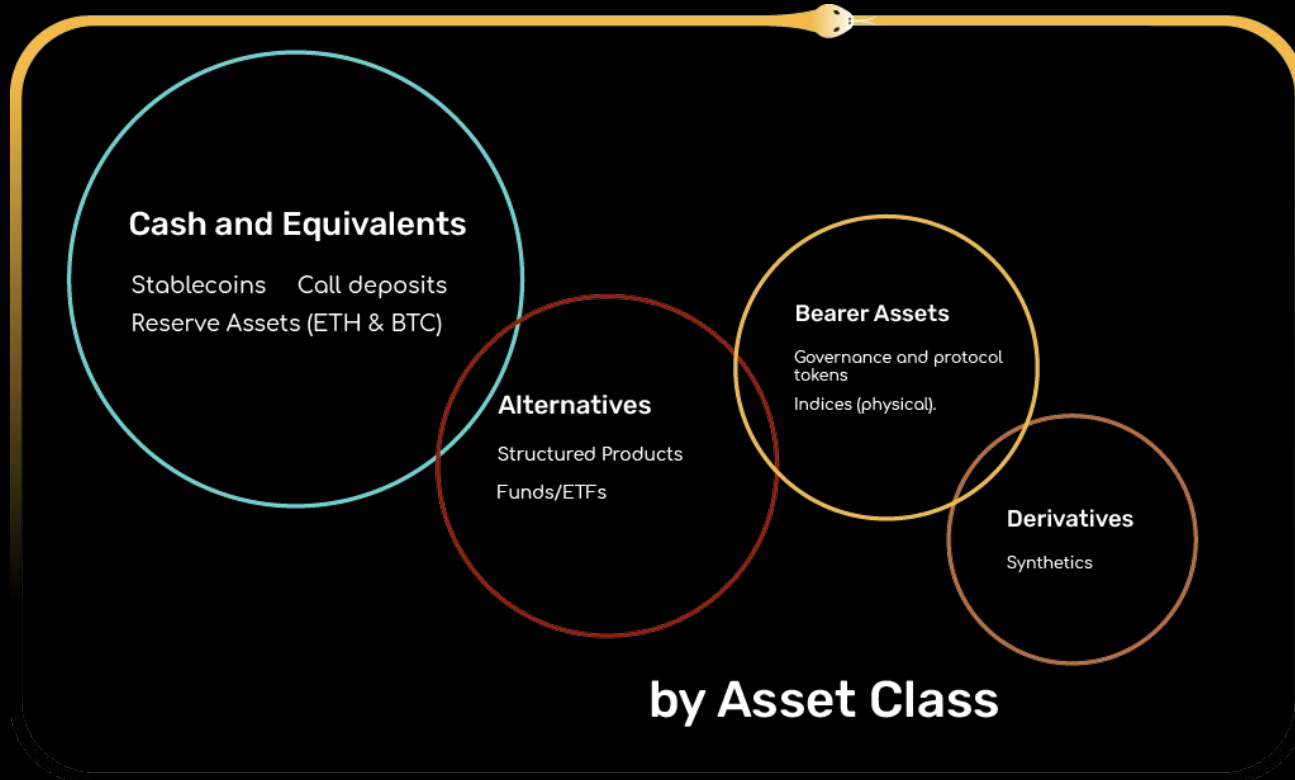 Cash and Equivalents
Stablecoins Call deposits
Reserve Assets (ETH & BTC)
Alternatives
Structured Products
Funds/ETFs
Bearer Assets
Governance and protocol
tokens
Indices (physical).
Derivatives
Synthetics
by Asset Class